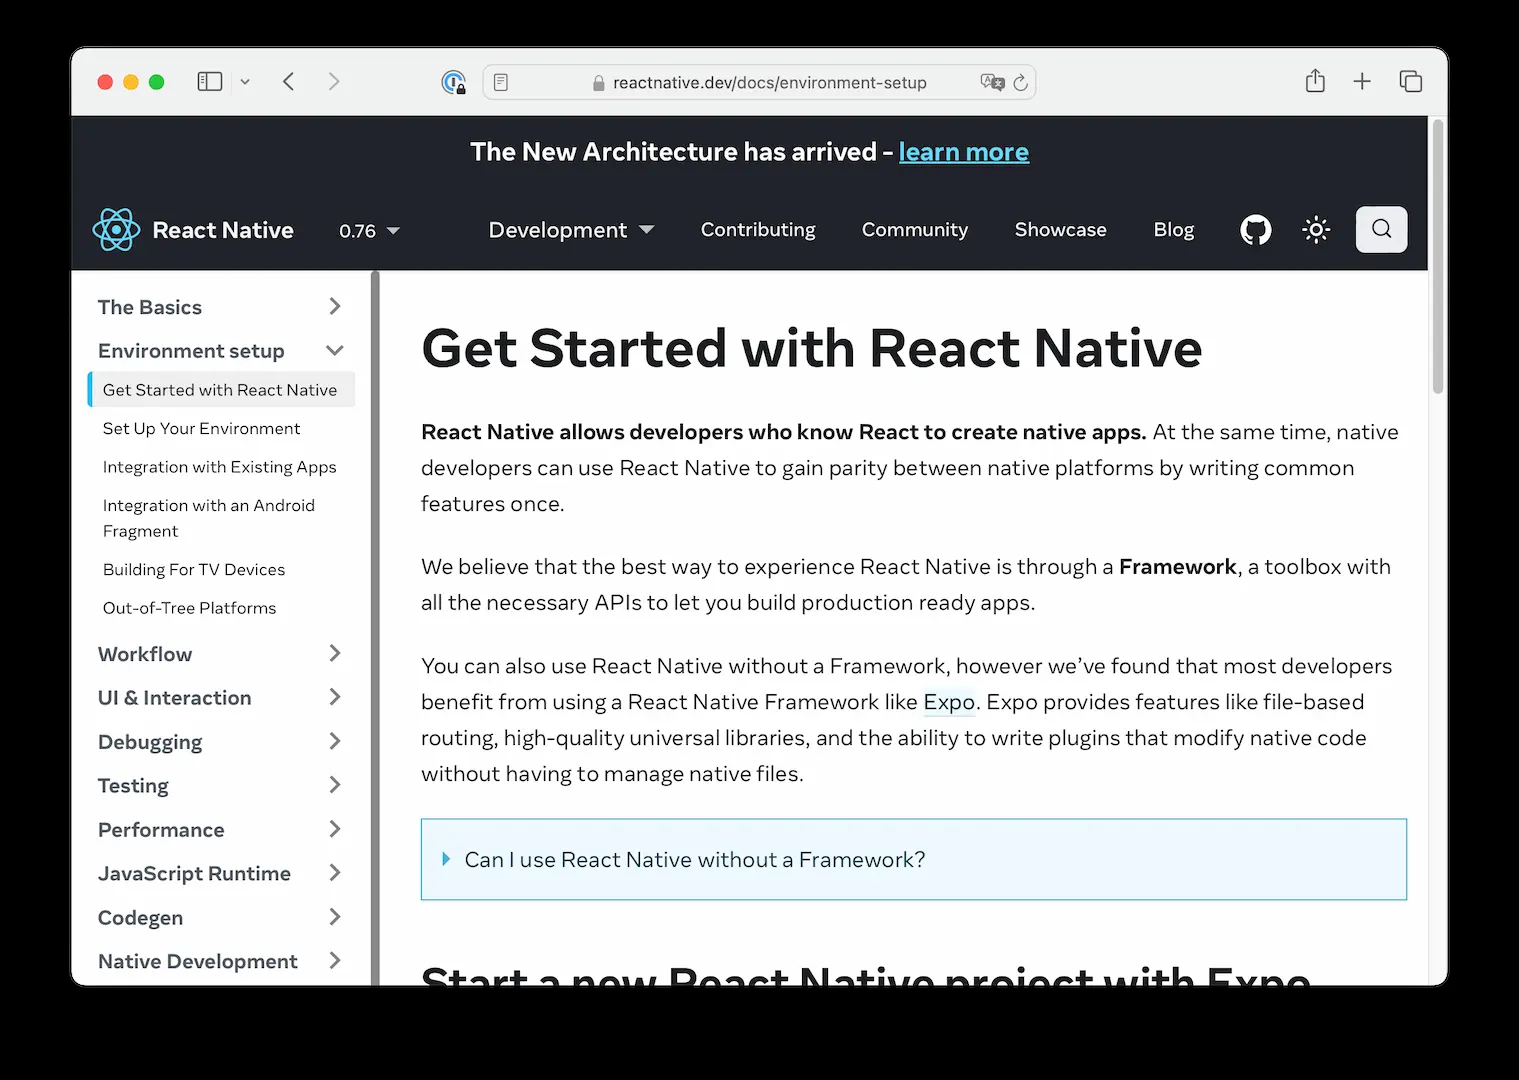 reactnative.dev/docs/environment-setup
The New Architecture has arrived - learn more
React Native
0.76
Development
Contributing
Community
Showcase
Blog
The Basics
Environment setup
Get Started with React Native
Set Up Your Environment
Integration with Existing Apps
Integration with an Android
Fragment
Building For TV Devices
Out-of-Tree Platforms
Workflow
UI & Interaction
Debugging
Testing
Performance
JavaScript Runtime
Codegen
Native Development
Get Started with React Native
React Native allows developers who know React to create native apps. At the same time, native
developers can use React Native to gain parity between native platforms by writing common
features once.
We believe that the best way to experience React Native is through a Framework, a toolbox with
all the necessary APIs to let you build production ready apps.
You can also use React Native without a Framework, however we’ve found that most developers
benefit from using a React Native Framework like Expo. Expo provides features like file-based
routing, high-quality universal libraries, and the ability to write plugins that modify native code
without having to manage native files.
Can I use React Native without a Framework?
Start a new React Native project with Expo